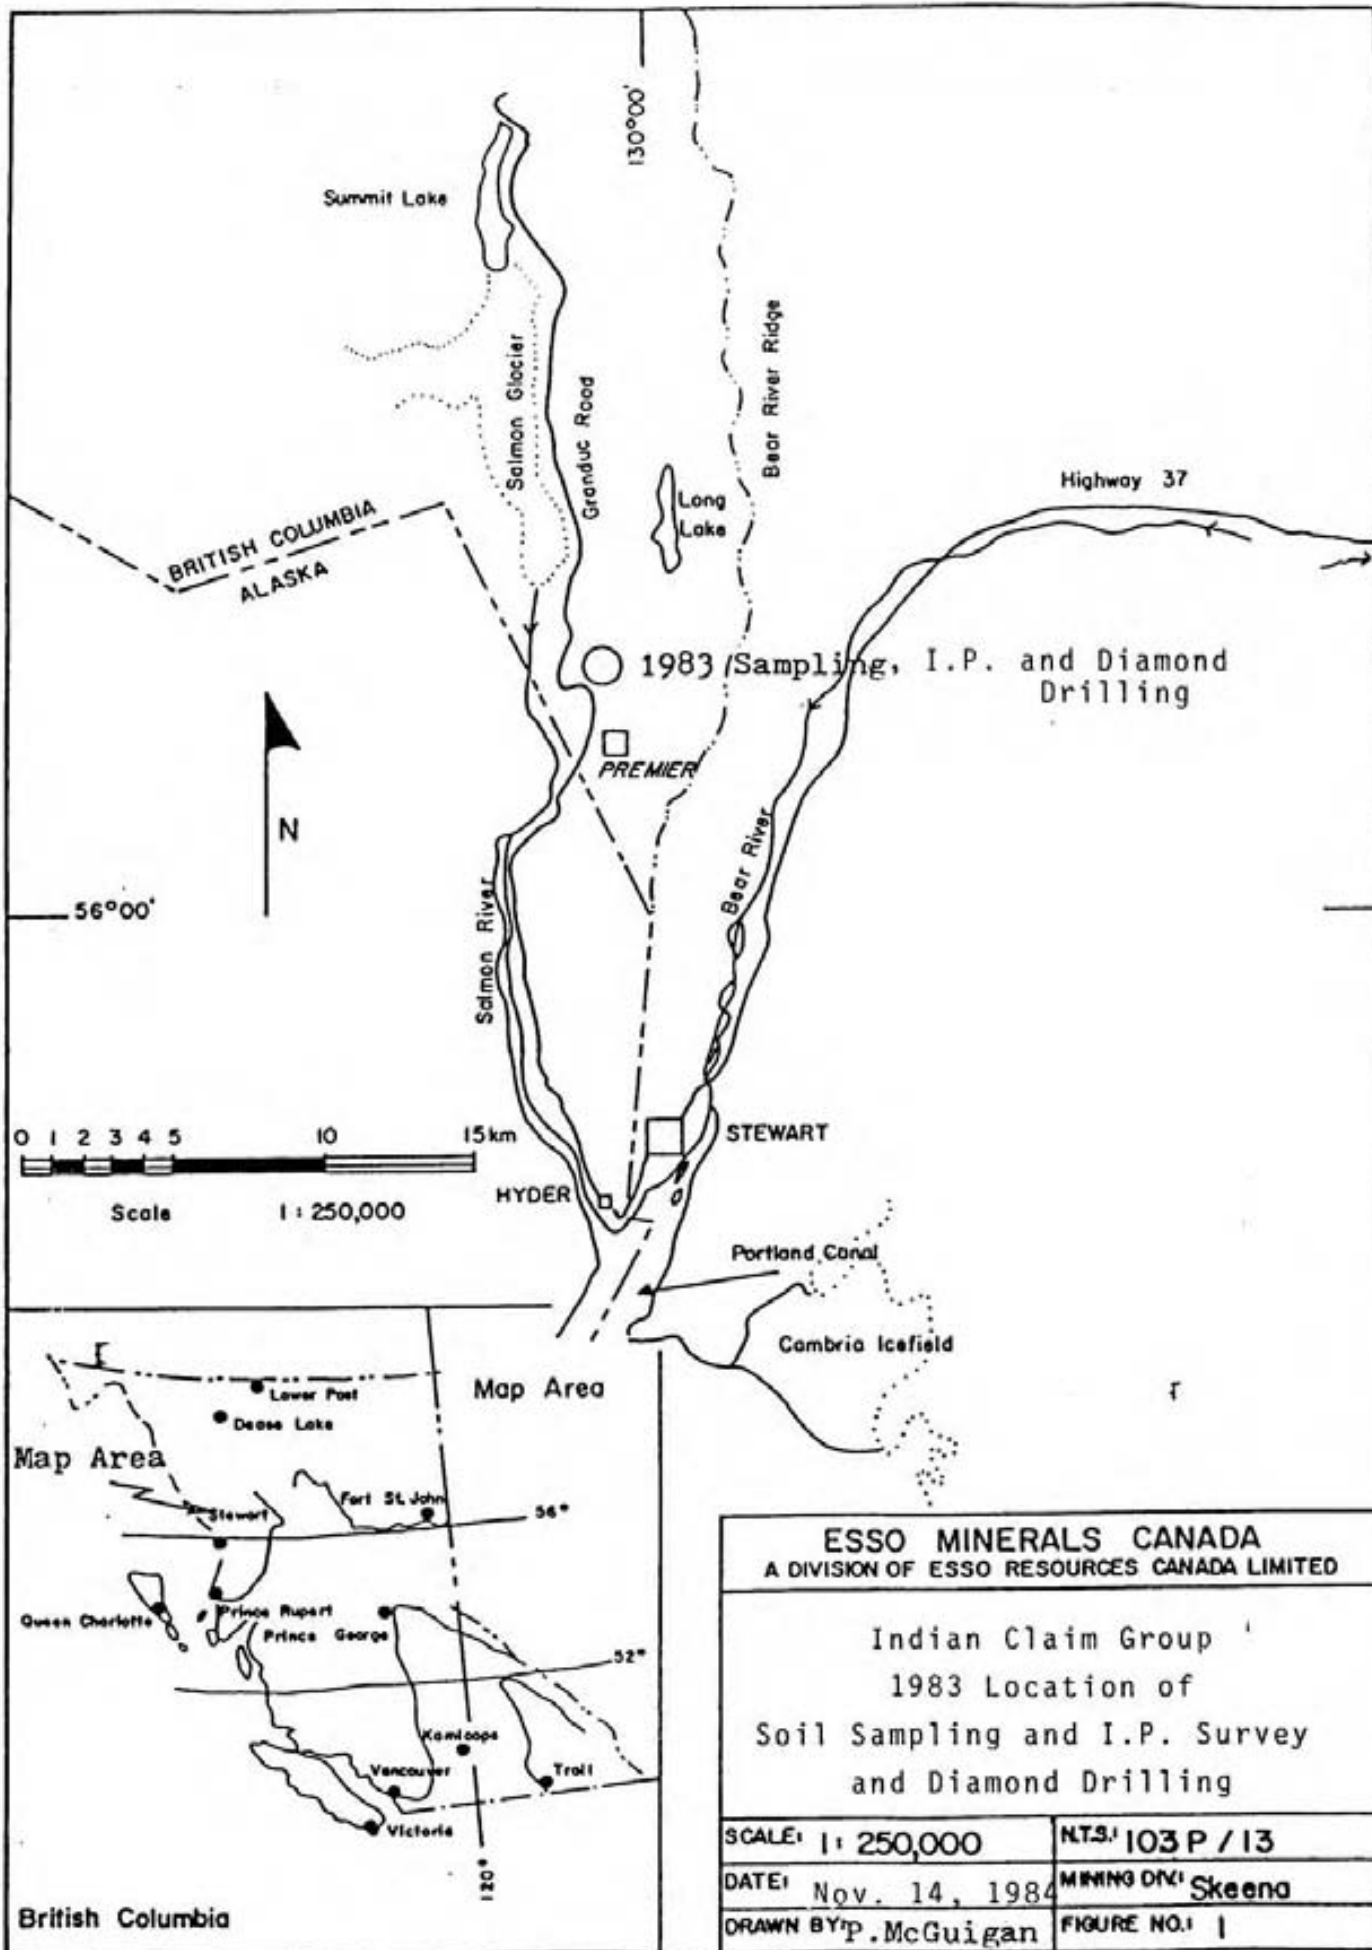 130°00'
Summit Lake
Salmon Glacier
Granduc Road
Bear River Ridge
Long
Lake
Highway 37
BRITISH COLUMBIA
ALASKA
1983 Sampling, I.P. and Diamond
Drilling
PREMIER
N
56°00'
Salmon River
Bear River
0 1 2 3 4 5 10 15km
Scale 1: 250,000
STEWART
HYDER
Portland Canal
Cambria Icefield
Map Area
Lower Post
Dease Lake
Map Area
Stewart
Fort St. John
56°
Queen Charlotte
Prince Rupert
Prince George
52°
Kamloops
Vancouver
Trail
Victoria
120°
British Columbia
ESSO MINERALS CANADA
A DIVISION OF ESSO RESOURCES CANADA LIMITED
Indian Claim Group
1983 Location of
Soil Sampling and I.P. Survey
and Diamond Drilling
SCALE: 1: 250,000
N.T.S.: 103 P / 13
DATE: Nov. 14, 1984
MINING DIV: Skeena
DRAWN BY: P.McGuigan
FIGURE NO.: 1